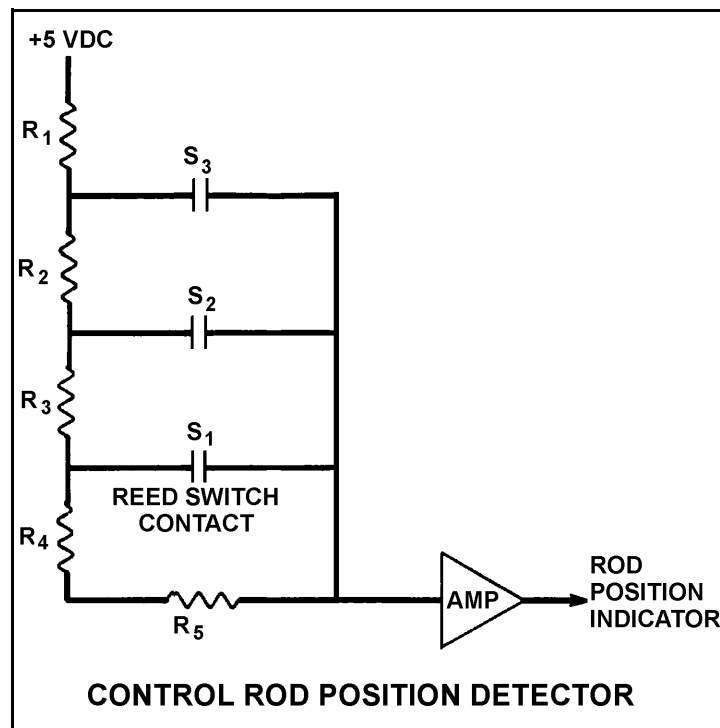 +5 VDC
R1
S3
R2
S2
R3
S1
REED SWITCH
CONTACT
R4
R5
AMP
ROD
POSITION
INDICATOR
CONTROL ROD POSITION DETECTOR